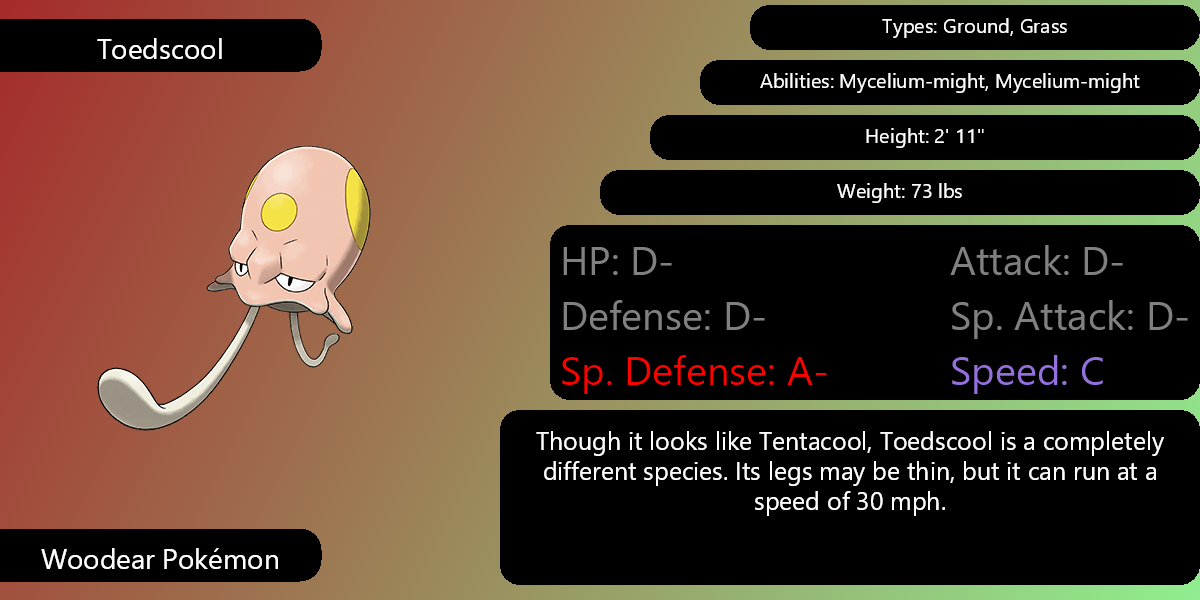 Toedscool
Types: Ground, Grass
Abilities: Mycelium-might, Mycelium-might
Height: 2' 11"
Weight: 73 lbs
HP: D-
Attack: D-
Defense: D-
Sp. Attack: D-
Sp. Defense: A-
Speed: C
Though it looks like Tentacool, Toedscool is a completely
different species. Its legs may be thin, but it can run at a
speed of 30 mph.
Woodear Pokémon